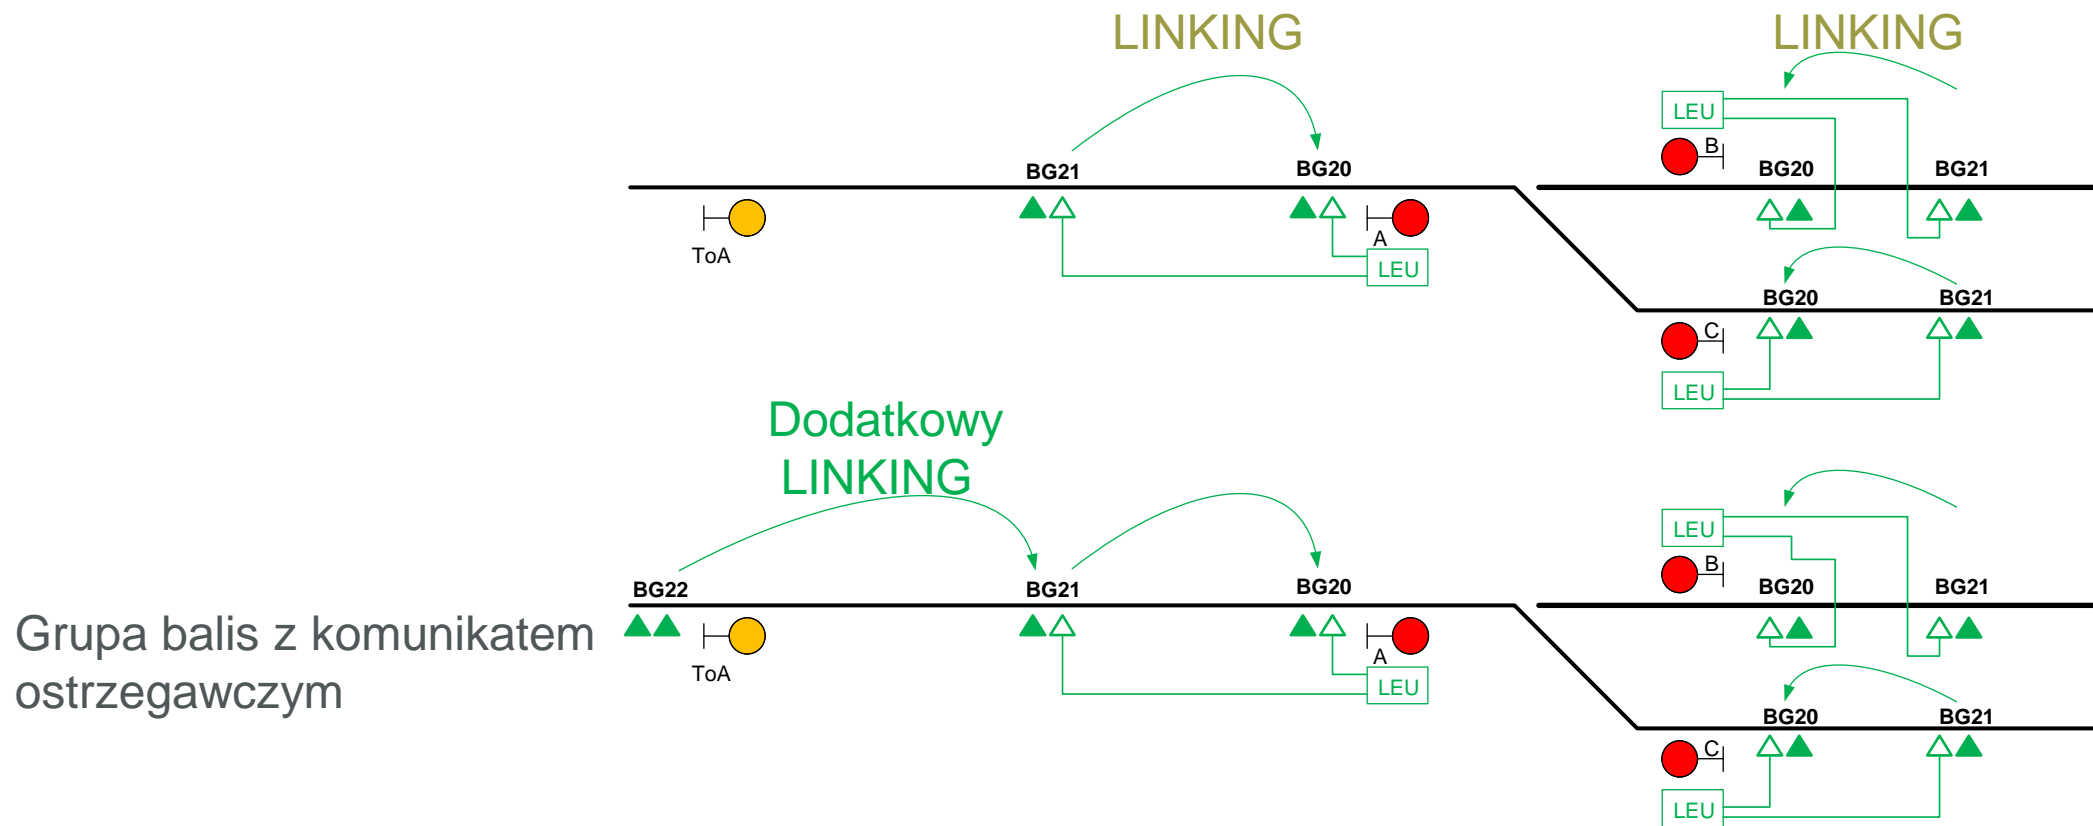 LINKING
LINKING
LEU
B
BG21
BG20
BG20
BG21
A
ToA
LEU
BG20
BG21
C
LEU
Dodatkowy
LINKING
LEU
B
BG22
BG21
BG20
BG20
BG21
Grupa balis z komunikatem
ostrzegawczym
A
ToA
LEU
BG20
BG21
C
LEU